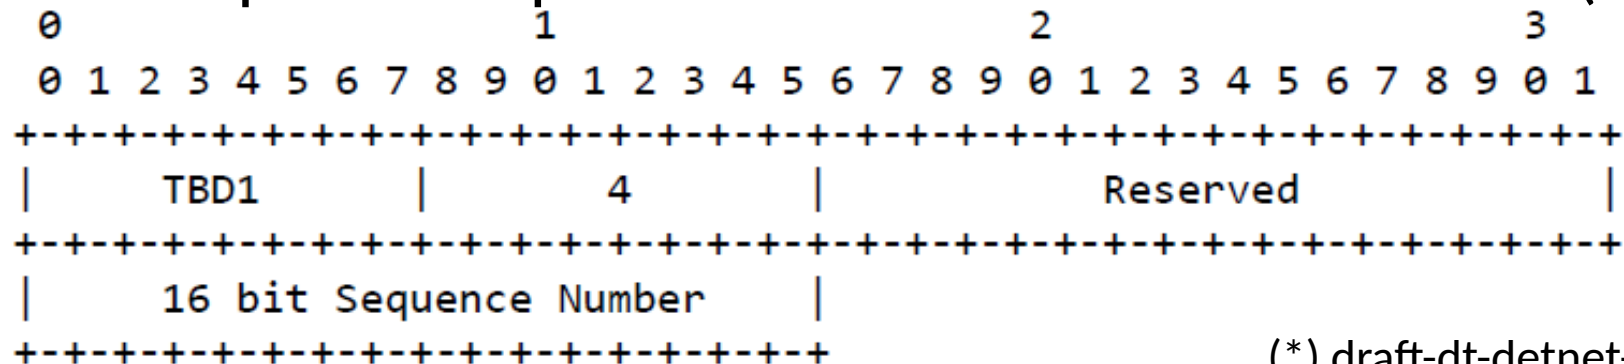 0                   1                   2                   3
0 1 2 3 4 5 6 7 8 9 0 1 2 3 4 5 6 7 8 9 0 1 2 3 4 5 6 7 8 9 0 1
+-+-+-+-+-+-+-+-+-+-+-+-+-+-+-+-+-+-+-+-+-+-+-+-+-+-+-+-+-+-+-+-+
|     TBD1      |       4       |           Reserved            |
+-+-+-+-+-+-+-+-+-+-+-+-+-+-+-+-+-+-+-+-+-+-+-+-+-+-+-+-+-+-+-+-+
|     16 bit Sequence Number    |
+-+-+-+-+-+-+-+-+-+-+-+-+-+-+-+-+
(*) draft-dt-detnet-